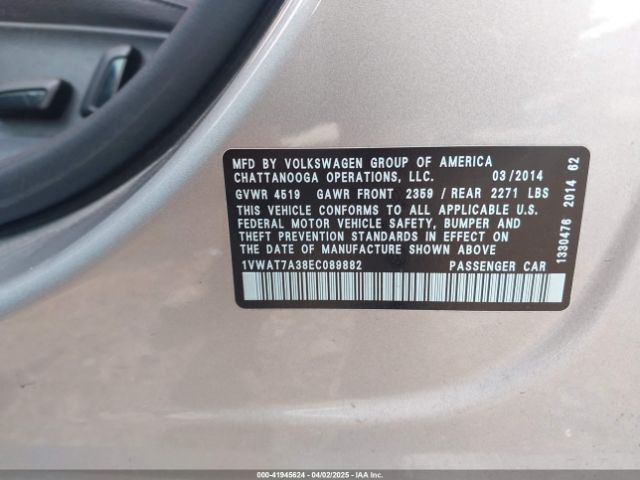 MFD BY VOLKSWAGEN GROUP OF AMERICA
CHATTANOOGA OPERATIONS, LLC. 03/2014
GVWR 4519 GAWR FRONT 2359 / REAR 2271 LBS
THIS VEHICLE CONFORMS TO ALL APPLICABLE U.S.
FEDERAL MOTOR VEHICLE SAFETY, BUMPER AND
THEFT PREVENTION STANDARDS IN EFFECT ON
THE DATE OF MANUFACTURE SHOWN ABOVE
1VWAT7A38EC089882 PASSENGER CAR
1330476 2014 62
000-41945624 | 04/02/2025 - IAAI.COM